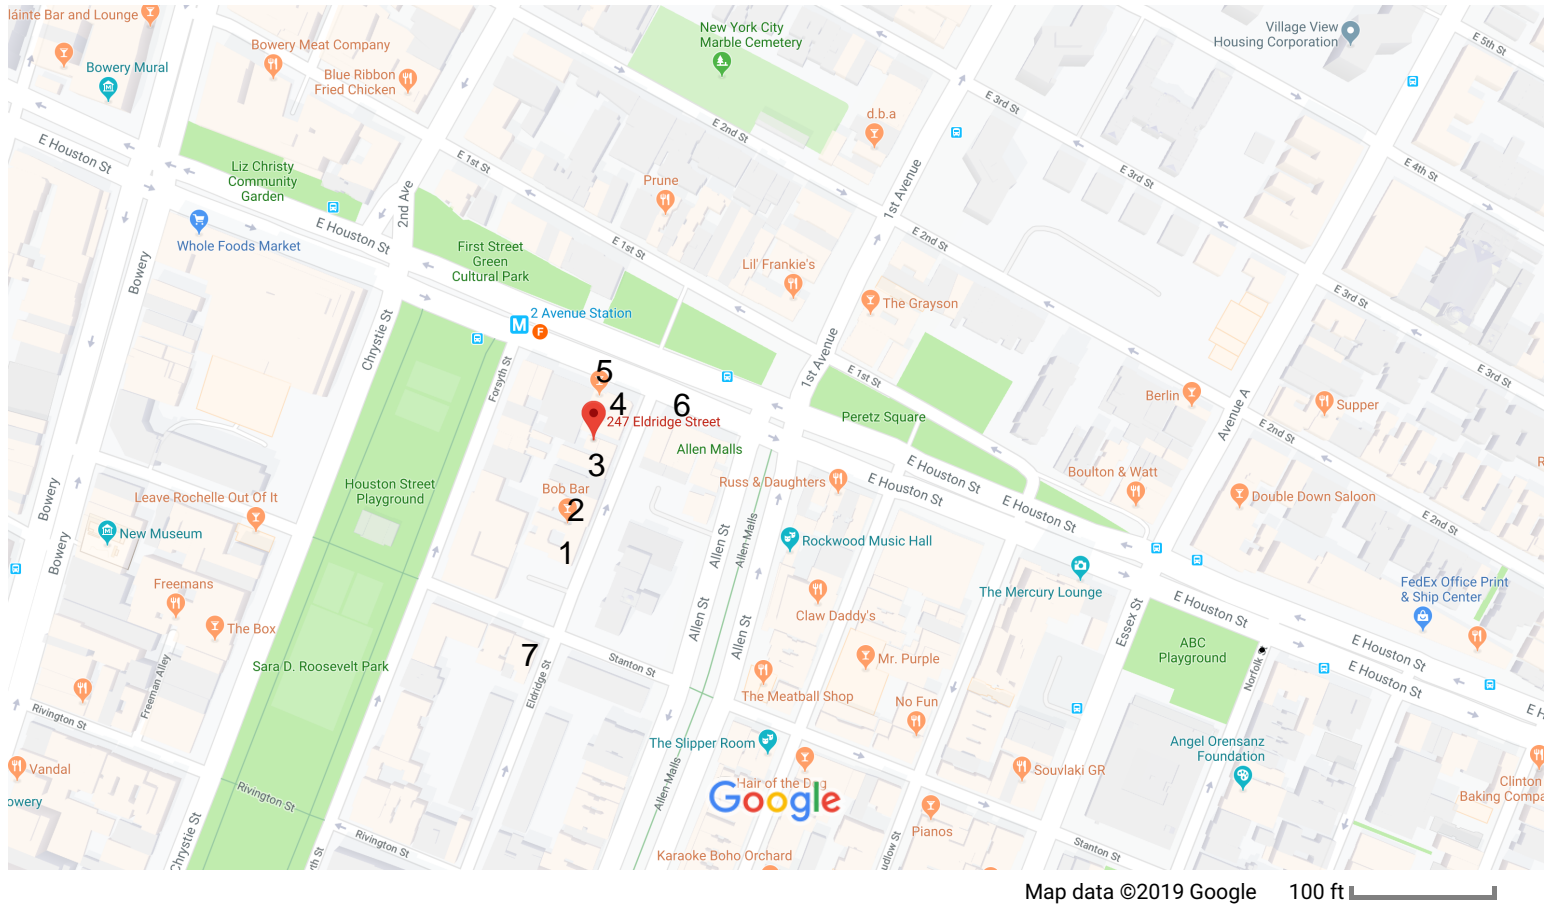 láinte Bar and Lounge
Bowery Meat Company
Bowery Mural
Blue Ribbon
Fried Chicken
New York City
Marble Cemetery
Village View
Housing Corporation
E 5th St
E 3rd St
d.b.a
E 2nd St
E Houston St
E 1st St
Liz Christy
Community
Garden
Prune
E 3rd St
E 4th St
2nd Ave
1st Avenue
E Houston St
Whole Foods Market
First Street
Green
Cultural Park
E 1st St
E 2nd St
Lil' Frankie's
Bowery
The Grayson
E 3rd St
M
2 Avenue Station
F
Chrystie St
Forsyth St
1st Avenue
5
E 1st St
E 3rd St
4
6
247 Eldridge Street
Peretz Square
Berlin
Supper
Avenue A
E 2nd St
Allen Malls
3
E Houston St
E Houston St
Boulton & Watt
Houston Street
Playground
Bob Bar
2
Russ & Daughters
E Houston St
Double Down Saloon
R
Leave Rochelle Out Of It
Bowery
New Museum
Bowery
1
Allen St
Allen Malls
Rockwood Music Hall
E 2nd St
Freemans
The Box
The Mercury Lounge
FedEx Office Print
& Ship Center
Claw Daddy's
Essex St
E Houston St
E Houston St
E Houston St
E H
Allen St
Allen St
7
Stanton St
Eldridge St
Sara D. Roosevelt Park
Freeman Alley
Mr. Purple
ABC
Playground
Norfolk S
The Meatball Shop
No Fun
Rivington St
The Slipper Room
Angel Orensanz
Foundation
Vandal
owery
Rivington St
Allen Malls
Hair of the Dog
Google
Souvlaki GR
Clinton
Baking Compa
Chrystie St
yth St
Rivington St
Pianos
udlow St
Stanton St
Karaoke Boho Orchard
Map data ©2019 Google 100 ft